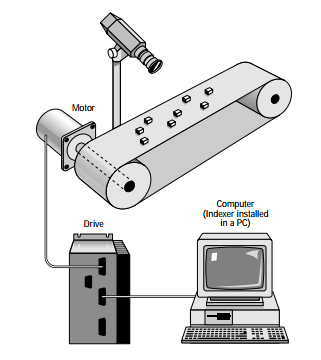 Motor
Drive
Computer
(Indexer installed
in a PC)